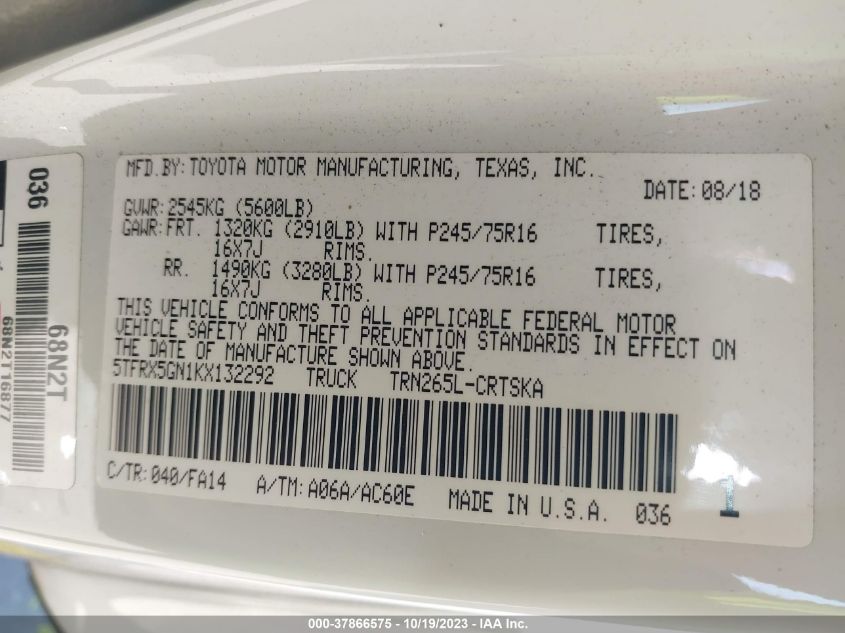 MFD.BY:TOYOTA MOTOR MANUFACTURING, TEXAS, INC.
DATE:08/18
GVWR:2545KG (5600LB)
GAWR:FRT. 1320KG (2910LB) WITH P245/75R16 TIRES,
16X7J RIMS.
RR. 1490KG (3280LB) WITH P245/75R16 TIRES,
16X7J RIMS.
THIS VEHICLE CONFORMS TO ALL APPLICABLE FEDERAL MOTOR
VEHICLE SAFETY AND THEFT PREVENTION STANDARDS IN EFFECT ON
THE DATE OF MANUFACTURE SHOWN ABOVE.
5TFRX5GN1KX132292 TRUCK TRN265L-CRTSKA
C/TR:040/FA14 A/TM:A06A/AC60E MADE IN U.S.A. 036
1
036
68N2T
68N2T16877
000-37866575 - 10/19/2023 - IAA Inc.